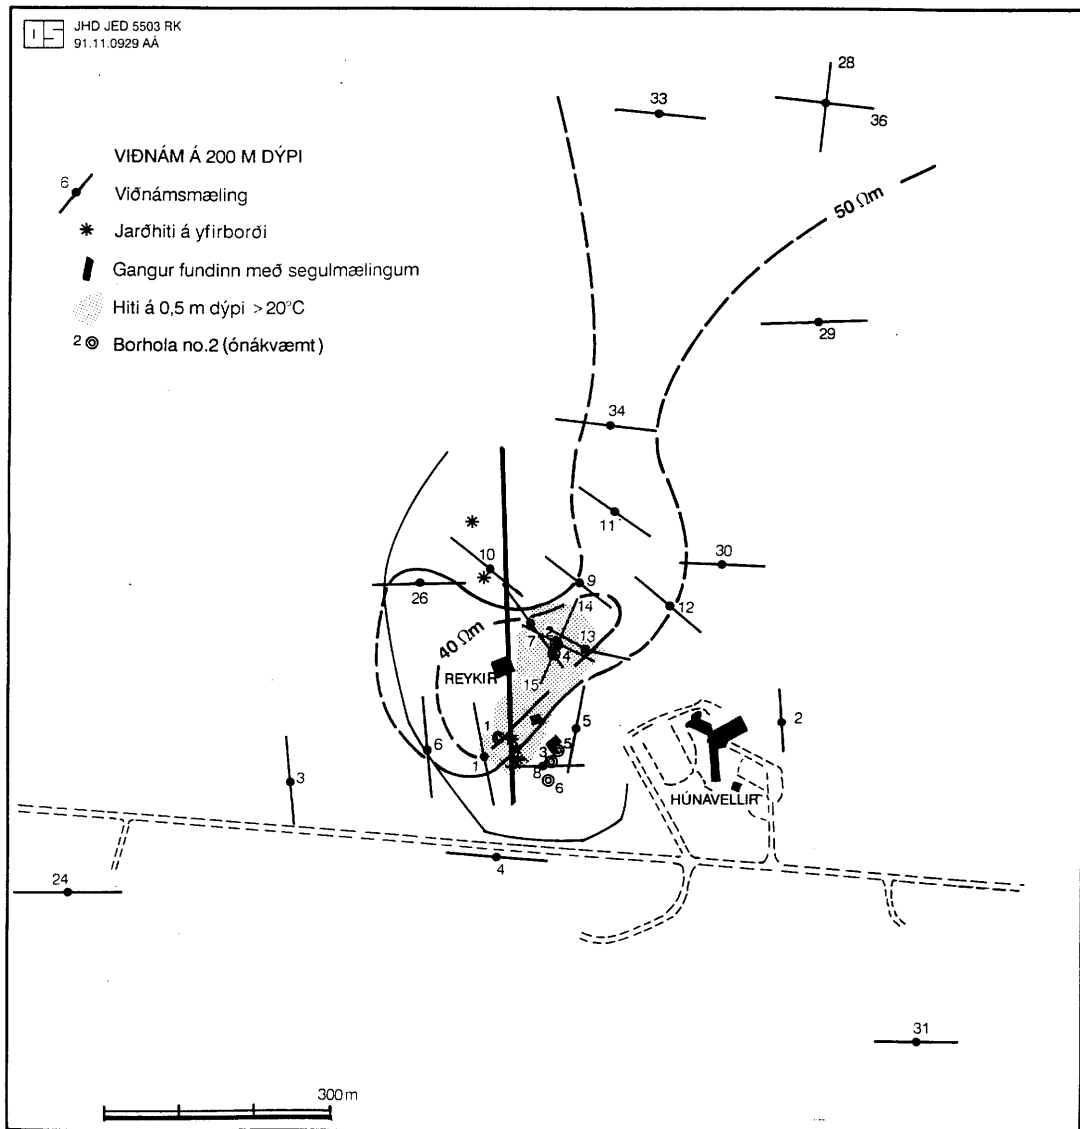 OS JHD JED 5503 RK
91.11.0929 AÁ
VIÐNÁM Á 200 M DÝPI
6 Viðnámsmæling
Jarðhiti á yfirborði
Gangur fundinn með segulmælingum
Hiti á 0,5 m dýpi >20°C
2 Borhola no.2 (ónákvæmt)
28
33
36
50 Ωm
29
34
11
30
10
9
26
14
12
40 Ωm
7
2
13
4
REYKIR
15
1
5
2
6
3
5
1
3
8
6
HÚNAVELLIR
4
24
31
300 m